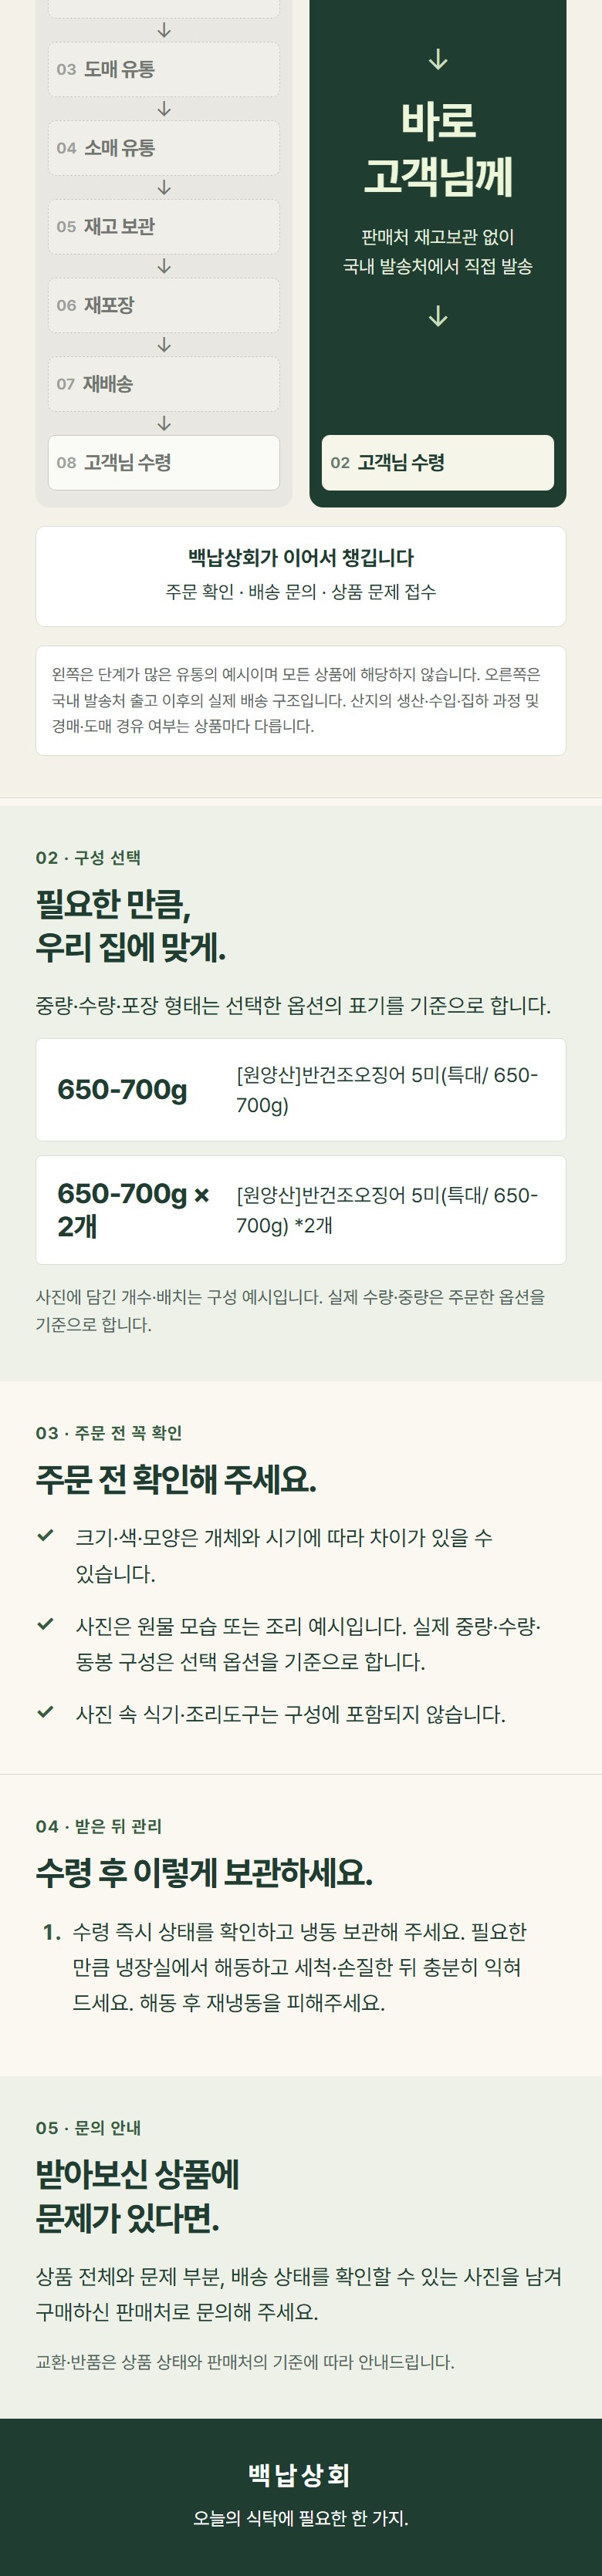 ↓
03 도매 유통
↓
04 소매 유통
↓
05 재고 보관
↓
06 재포장
↓
07 재배송
↓
08 고객님 수령
↓
바로
고객님께
판매처 재고보관 없이
국내 발송처에서 직접 발송
↓
02 고객님 수령
백납상회가 이어서 챙깁니다
주문 확인 · 배송 문의 · 상품 문제 접수
왼쪽은 단계가 많은 유통의 예시이며 모든 상품에 해당하지 않습니다. 오른쪽은
국내 발송처 출고 이후의 실제 배송 구조입니다. 산지의 생산·수입·집하 과정 및
경매·도매 경유 여부는 상품마다 다릅니다.
02 · 구성 선택
필요한 만큼,
우리 집에 맞게.
중량·수량·포장 형태는 선택한 옵션의 표기를 기준으로 합니다.
650-700g
[원양산]반건조오징어 5미(특대/ 650-
700g)
650-700g ×
2개
[원양산]반건조오징어 5미(특대/ 650-
700g) *2개
사진에 담긴 개수·배치는 구성 예시입니다. 실제 수량·중량은 주문한 옵션을
기준으로 합니다.
03 · 주문 전 꼭 확인
주문 전 확인해 주세요.
✓ 크기·색·모양은 개체와 시기에 따라 차이가 있을 수
있습니다.
✓ 사진은 원물 모습 또는 조리 예시입니다. 실제 중량·수량·
동봉 구성은 선택 옵션을 기준으로 합니다.
✓ 사진 속 식기·조리도구는 구성에 포함되지 않습니다.
04 · 받은 뒤 관리
수령 후 이렇게 보관하세요.
1. 수령 즉시 상태를 확인하고 냉동 보관해 주세요. 필요한
만큼 냉장실에서 해동하고 세척·손질한 뒤 충분히 익혀
드세요. 해동 후 재냉동을 피해주세요.
05 · 문의 안내
받아보신 상품에
문제가 있다면.
상품 전체와 문제 부분, 배송 상태를 확인할 수 있는 사진을 남겨
구매하신 판매처로 문의해 주세요.
교환·반품은 상품 상태와 판매처의 기준에 따라 안내드립니다.
백납상회
오늘의 식탁에 필요한 한 가지.